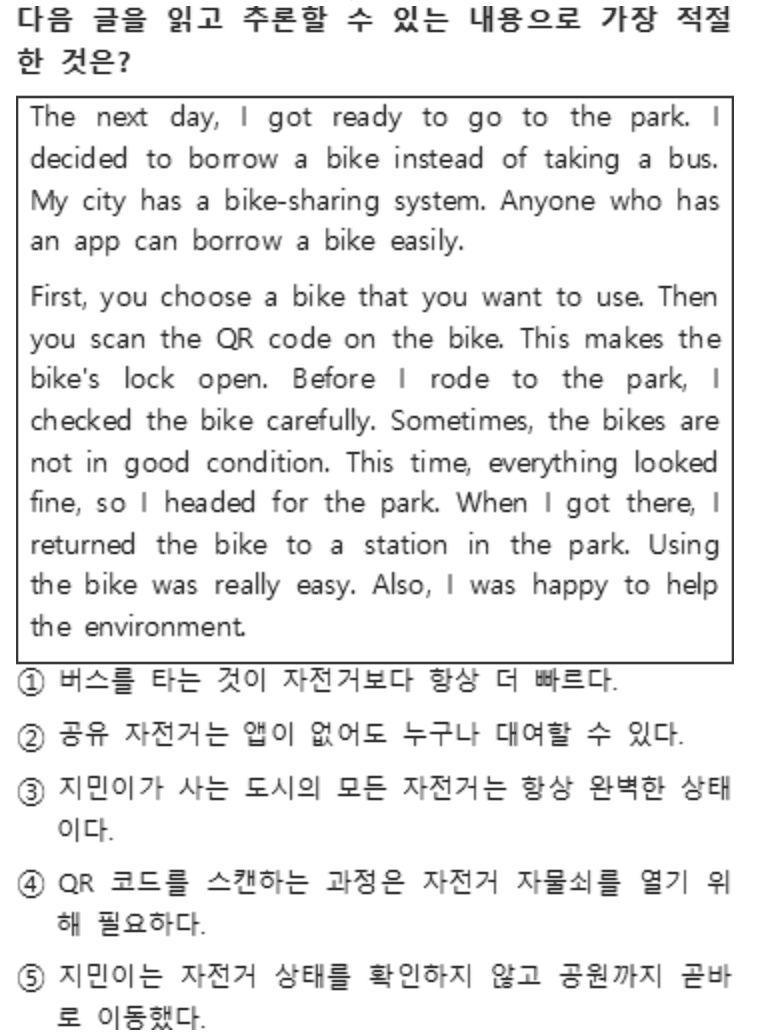 다음 글을 읽고 추론할 수 있는 내용으로 가장 적절
한 것은?
The next day, I got ready to go to the park. I
decided to borrow a bike instead of taking a bus.
My city has a bike-sharing system. Anyone who has
an app can borrow a bike easily.
First, you choose a bike that you want to use. Then
you scan the QR code on the bike. This makes the
bike's lock open. Before I rode to the park, I
checked the bike carefully. Sometimes, the bikes are
not in good condition. This time, everything looked
fine, so I headed for the park. When I got there, I
returned the bike to a station in the park. Using
the bike was really easy. Also, I was happy to help
the environment.
① 버스를 타는 것이 자전거보다 항상 더 빠르다.
② 공유 자전거는 앱이 없어도 누구나 대여할 수 있다.
③ 지민이가 사는 도시의 모든 자전거는 항상 완벽한 상태
이다.
④ QR 코드를 스캔하는 과정은 자전거 자물쇠를 열기 위
해 필요하다.
⑤ 지민이는 자전거 상태를 확인하지 않고 공원까지 곧바
로 이동했다.